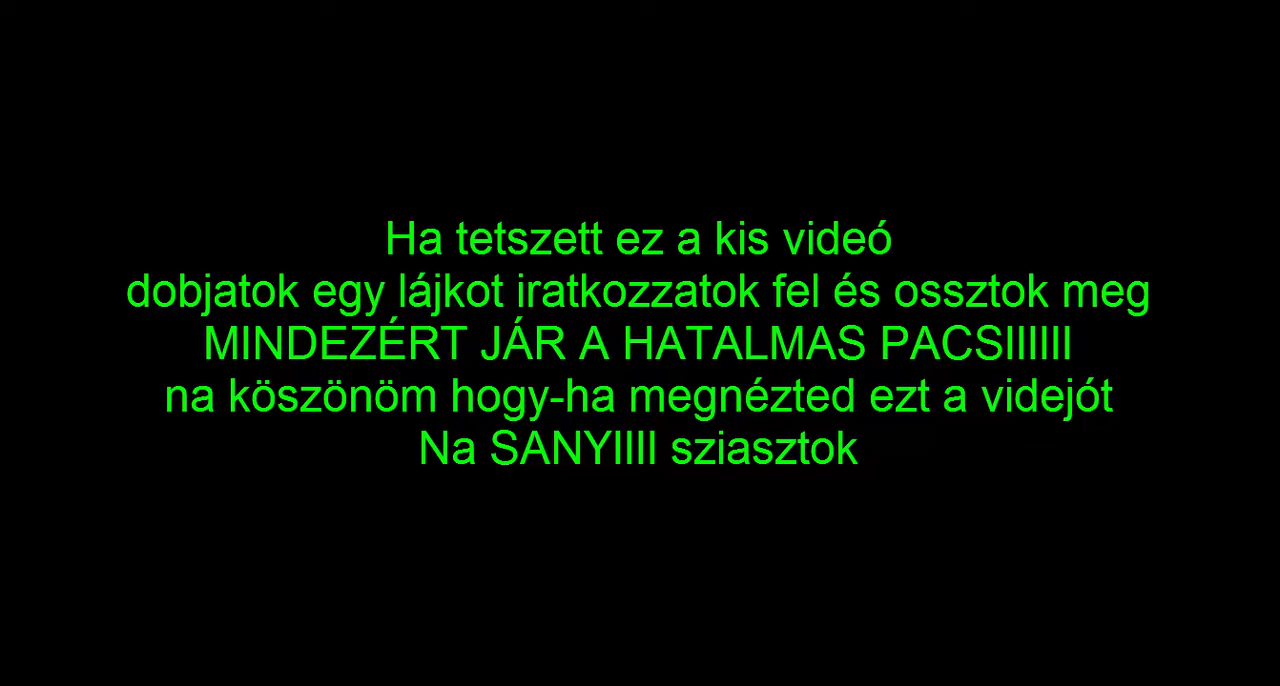 Ha tetszett ez a kis videó
dobjatok egy lájkot iratkozzatok fel és ossztok meg
MINDEZÉRT JÁR A HATALMAS PACSIIIIII
na köszönöm hogy-ha megnézted ezt a videjót
Na SANYIIII sziasztok